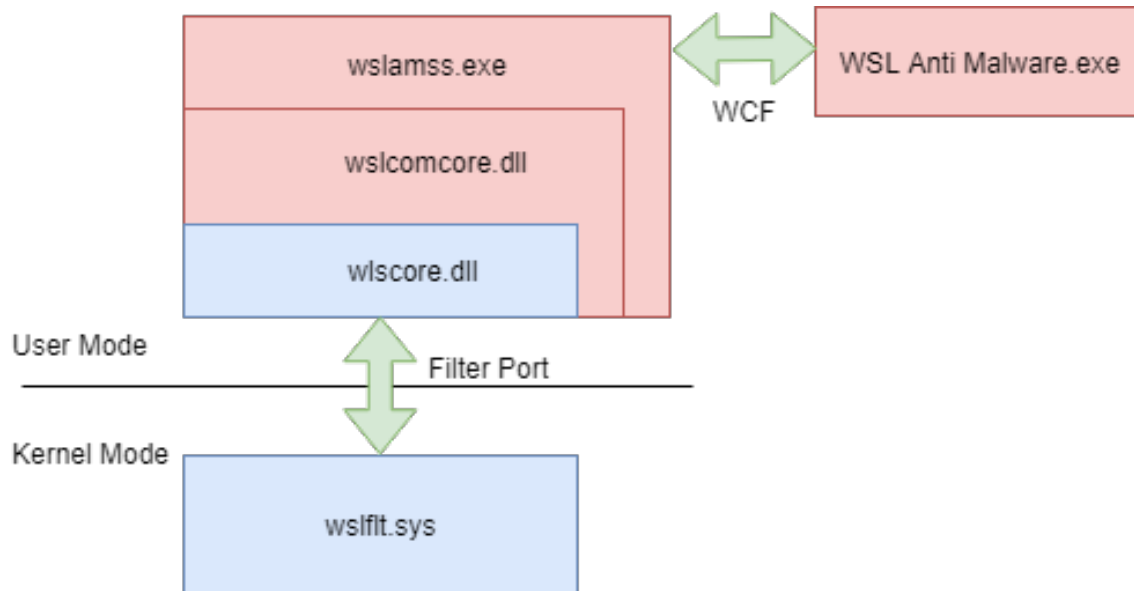 wslamss.exe
WSL Anti Malware.exe
WCF
wslcomcore.dll
wlscore.dll
User Mode
Filter Port
Kernel Mode
wslflt.sys